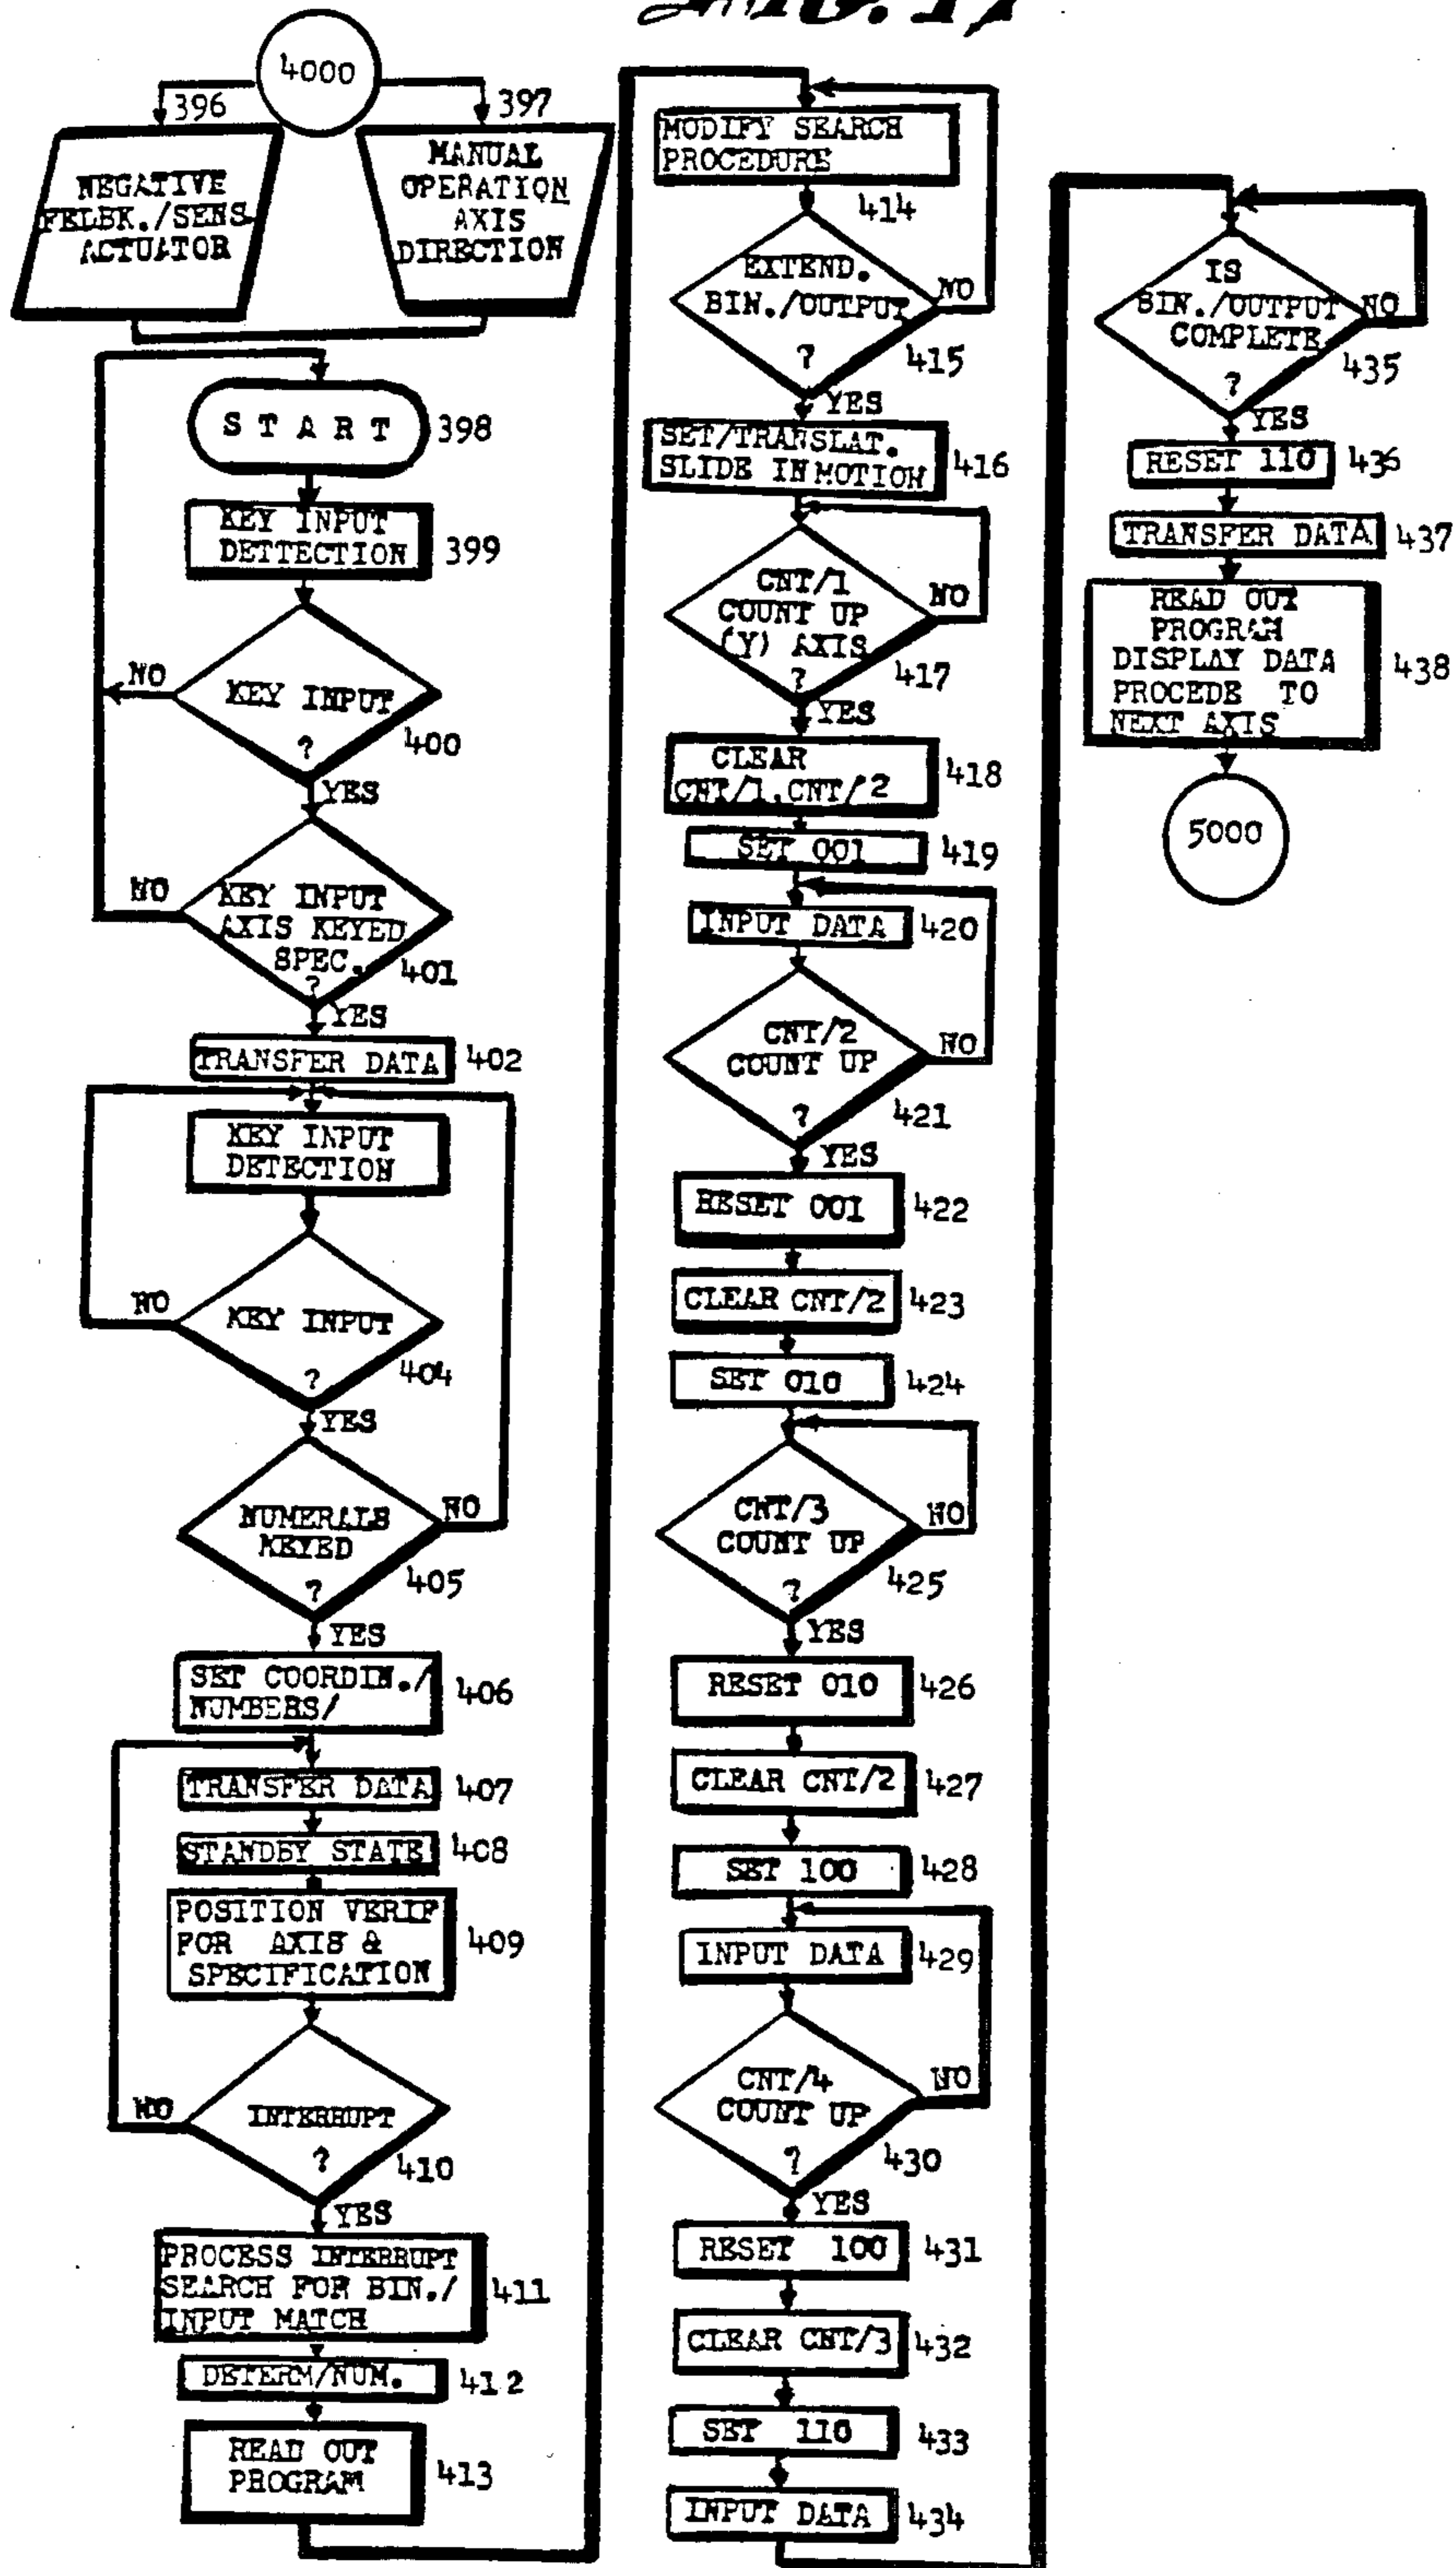 4000
396
397
NEGATIVE
FELBK./SENS.
ACTUATOR
MANUAL
OPERATION
AXIS
DIRECTION
START
398
KEY INPUT
DETTECTION
399
NO
KEY INPUT
?
400
YES
NO
KEY INPUT
AXIS KEYED
SPEC.
?
401
YES
TRANSFER DATA
402
KEY INPUT
DETECTION
NO
KEY INPUT
?
404
YES
NUMERALS
KEYED
?
NO
405
YES
SET COORDIN./
NUMBERS/
406
TRANSFER DATA
407
STANDBY STATE
408
POSITION VERIF
FOR AXIS &
SPECIFICATION
409
NO
INTERRUPT
?
410
YES
PROCESS INTERRUPT
SEARCH FOR BIN./
INPUT MATCH
411
DETERM/NUM.
412
READ OUT
PROGRAM
413
MODIFY SEARCH
PROCEDURE
414
EXTEND.
BIN./OUTPUT
?
NO
415
YES
SET/TRANSLAT.
SLIDE IN MOTION
416
CNT/1
COUNT UP
(Y) AXIS
?
NO
417
YES
CLEAR
CNT/1.CNT/2
418
SET 001
419
INPUT DATA
420
CNT/2
COUNT UP
?
NO
421
YES
RESET 001
422
CLEAR CNT/2
423
SET 010
424
CNT/3
COUNT UP
?
NO
425
YES
RESET 010
426
CLEAR CNT/2
427
SET 100
428
INPUT DATA
429
CNT/4
COUNT UP
?
NO
430
YES
RESET 100
431
CLEAR CNT/3
432
SET 110
433
INPUT DATA
434
IS
BIN./OUTPUT
COMPLETE
?
NO
435
YES
RESET 110
436
TRANSFER DATA
437
READ OUT
PROGRAM
DISPLAY DATA
PROCEDE TO
NEXT AXIS
438
5000